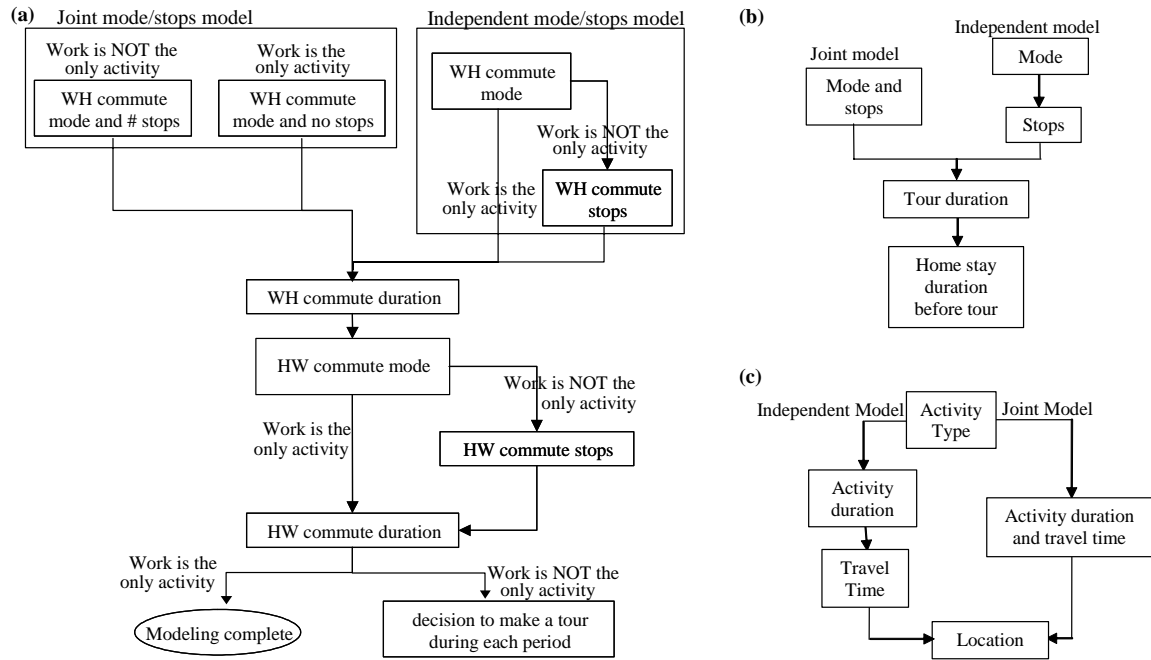 (a)
Joint mode/stops model
Work is NOT the
only activity
WH commute
mode and # stops
Work is the
only activity
WH commute
mode and no stops
Independent mode/stops model
WH commute
mode
Work is NOT the
only activity
Work is the
only activity
WH commute
stops
WH commute duration
HW commute mode
Work is NOT the
only activity
Work is the
only activity
HW commute stops
HW commute duration
Work is the
only activity
Work is NOT the
only activity
Modeling complete
decision to make a tour
during each period
(b)
Independent model
Joint model
Mode
Mode and
stops
Stops
Tour duration
Home stay
duration
before tour
(c)
Independent Model
Activity
Type
Joint Model
Activity
duration
Activity duration
and travel time
Travel
Time
Location